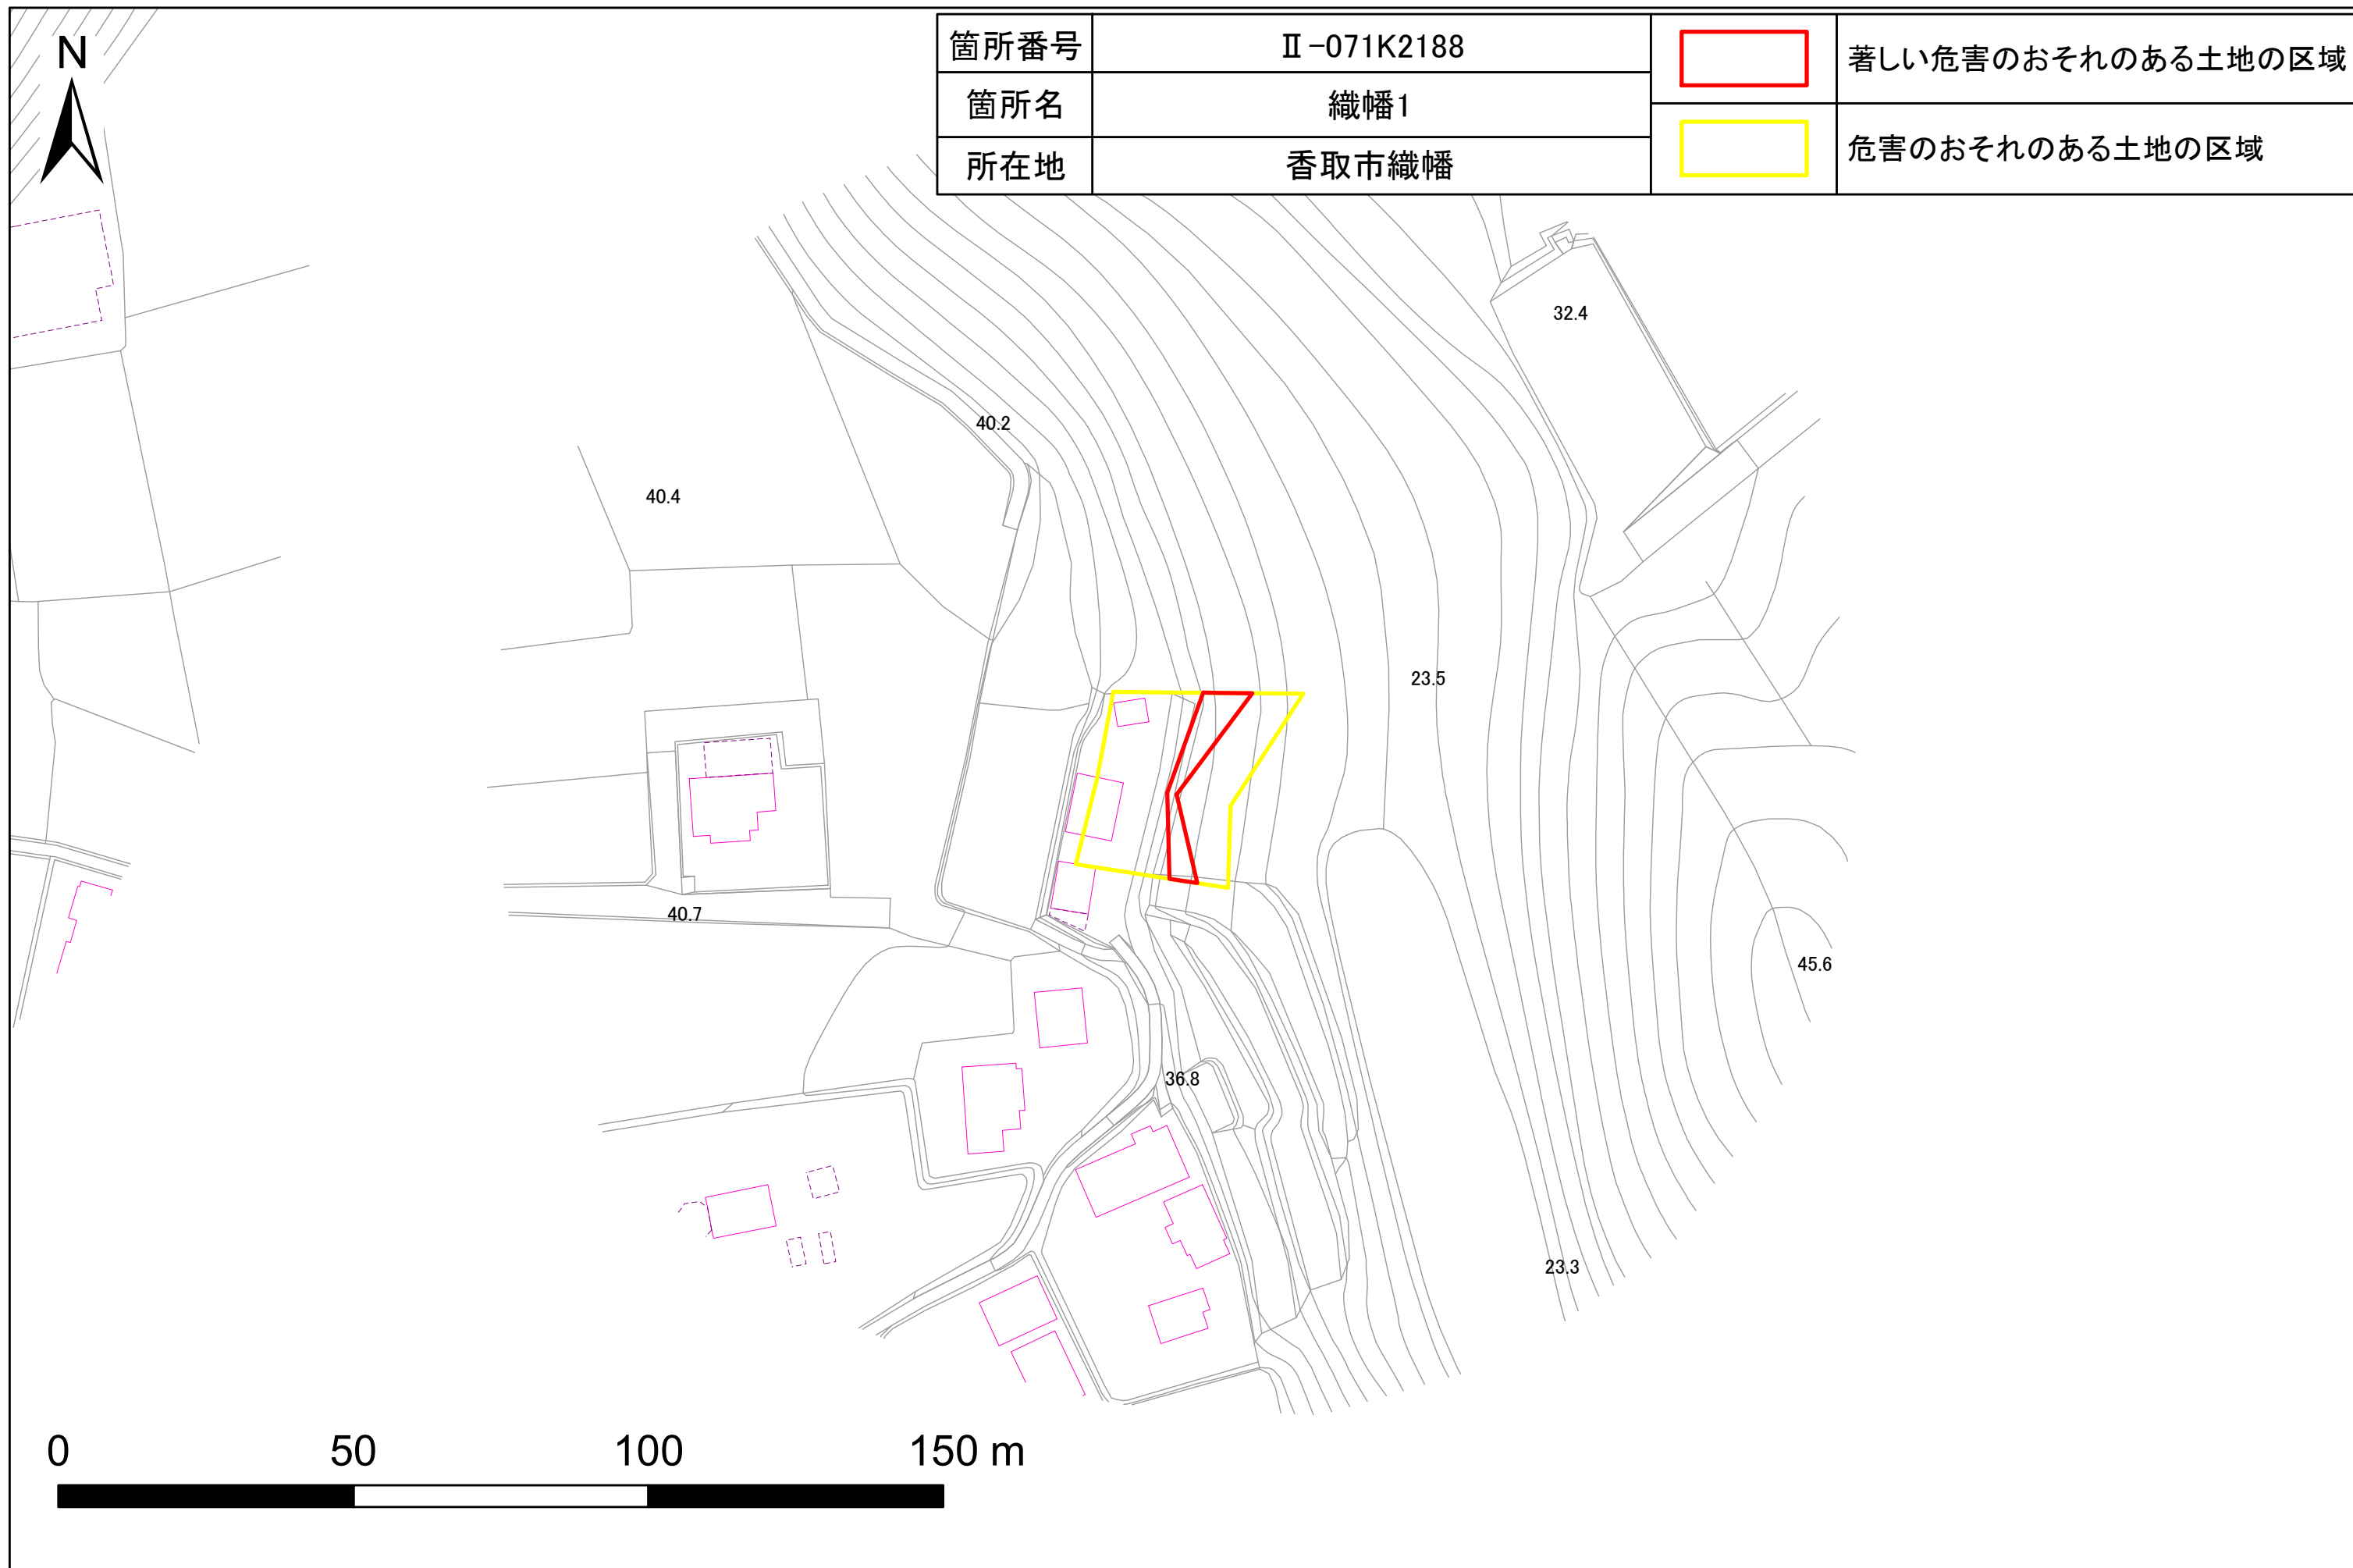 N
箇所番号 Ⅱ-071K2188
著しい危害のおそれのある土地の区域
箇所名 織幡1
危害のおそれのある土地の区域
所在地 香取市織幡
32.4
40.2
40.4
23.5
40.7
45.6
36.8
23.3
0 50 100 150 m